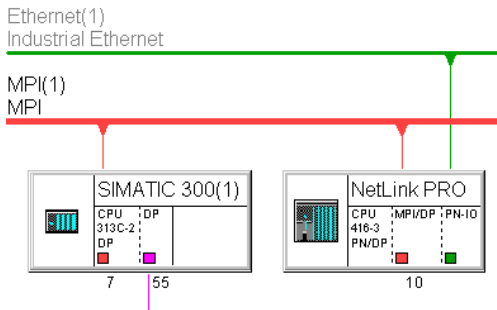 Ethernet(1)
Industrial Ethernet
MPI(1)
MPI
SIMATIC 300(1)
CPU
313C-2
DP
DP
7
55
NetLink PRO
CPU
416-3
PN/DP
MPI/DP
PN-IO
10